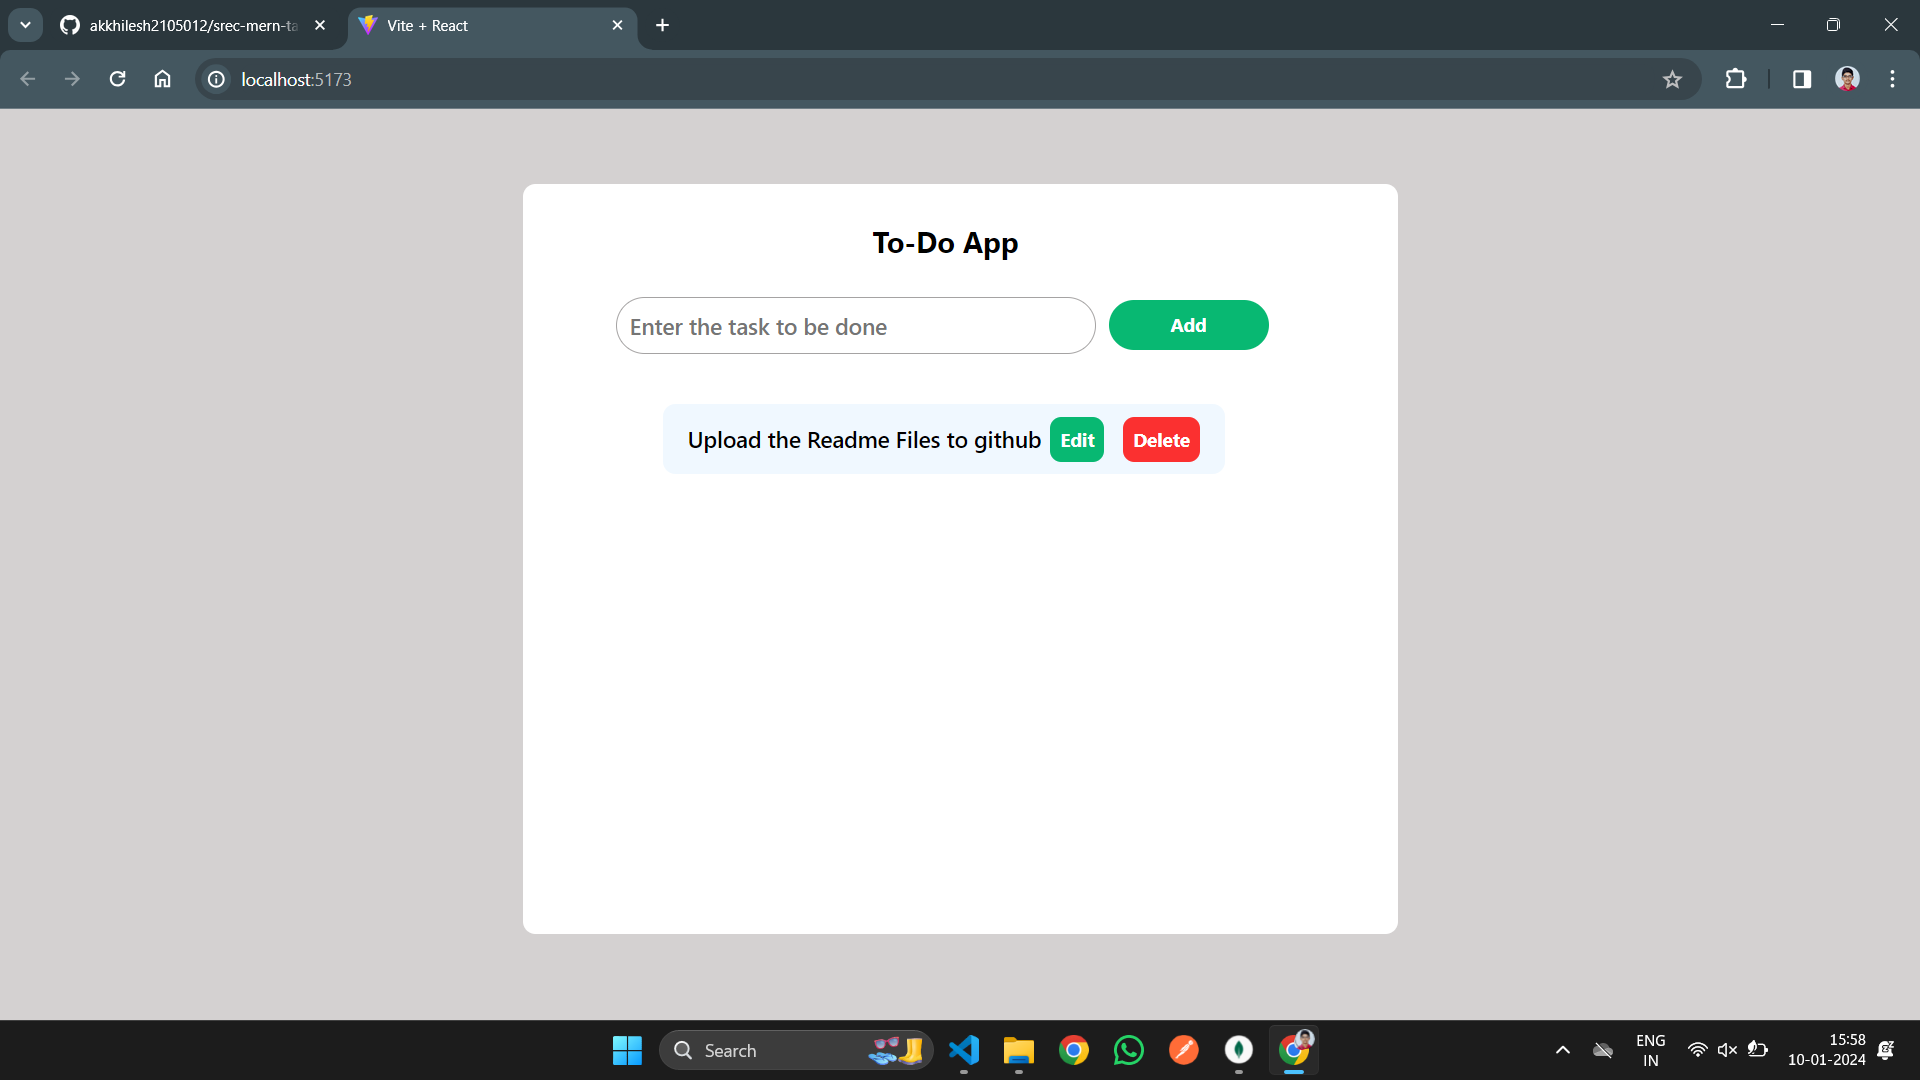 akkhilesh2105012/srec-mern-ta
Vite + React
localhost:5173
To-Do App
Enter the task to be done
Add
Upload the Readme Files to github
Edit
Delete
Search
ENG
IN
15:58
10-01-2024